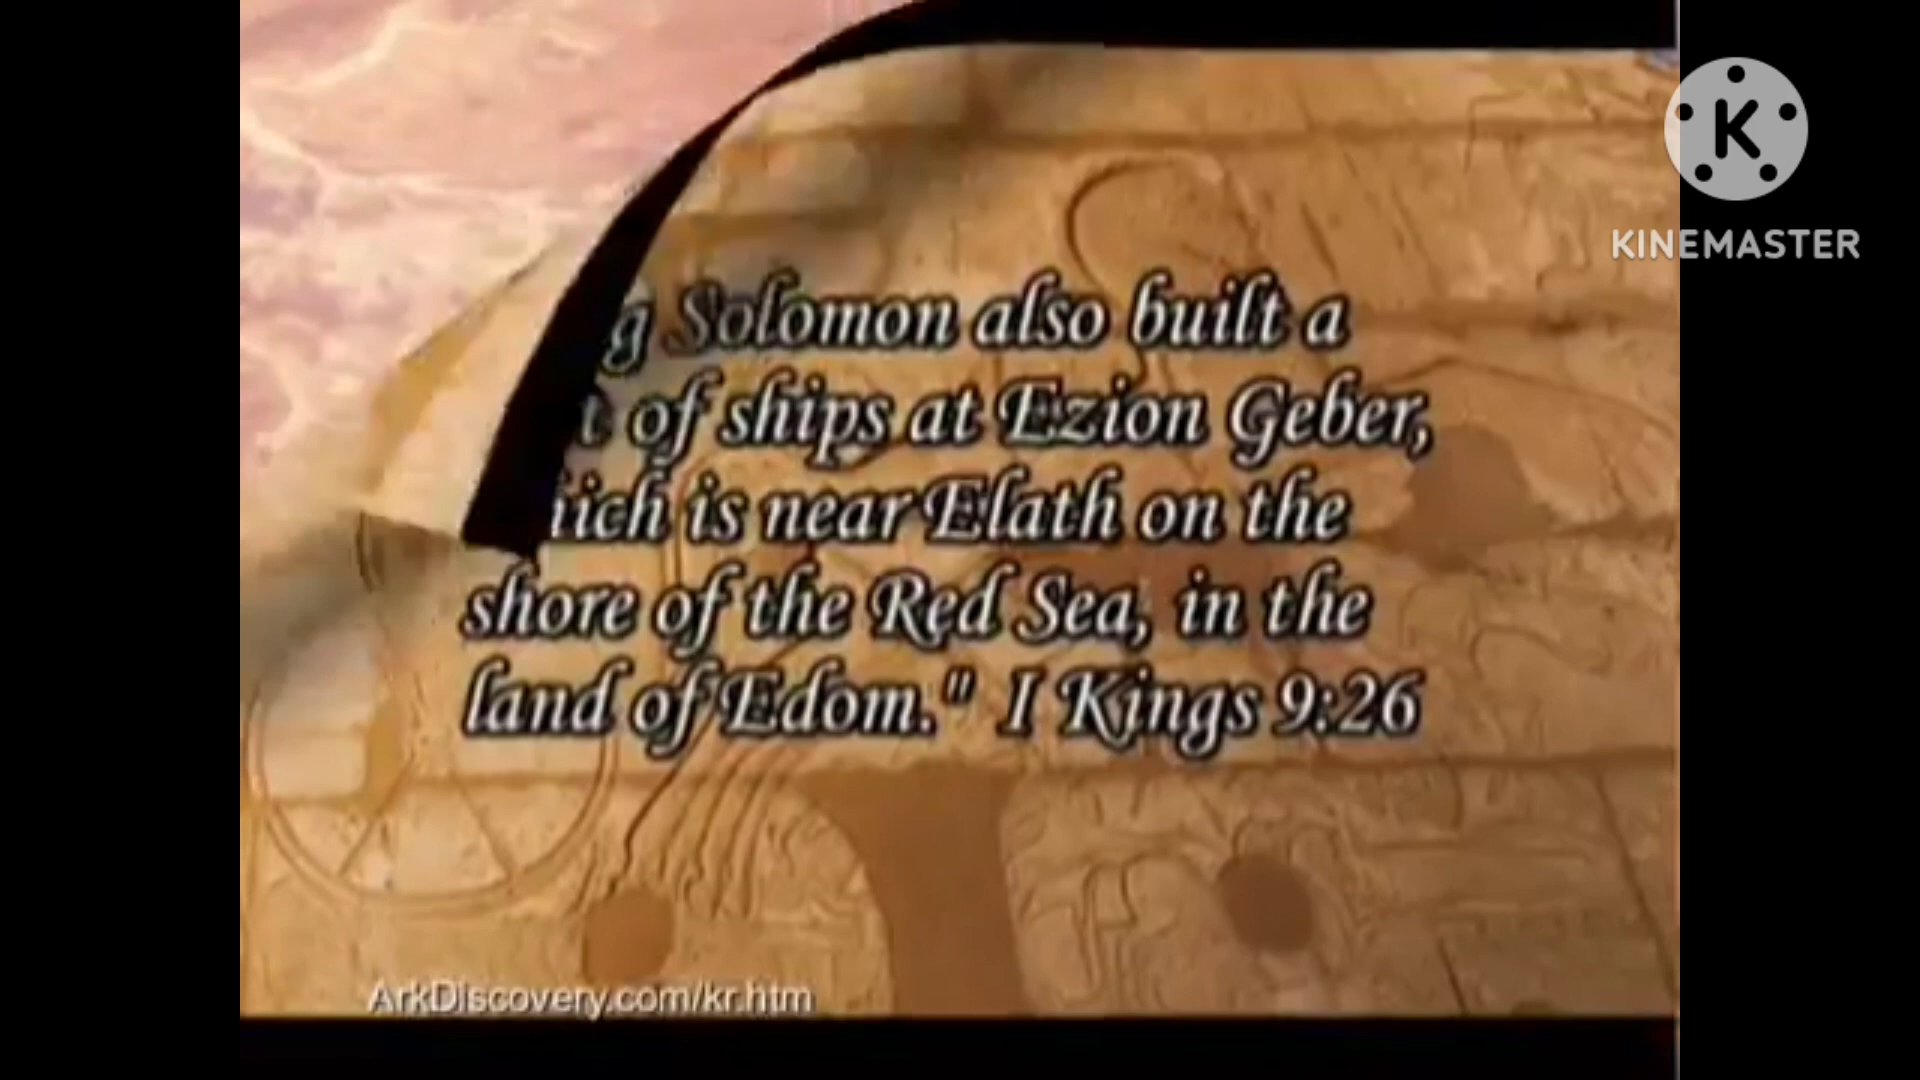 g Solomon also built a
t of ships at Ezion Geber,
hich is near Elath on the
shore of the Red Sea, in the
land of Edom." I Kings 9:26
ArkDiscovery.com/kr.htm
K
KINEMASTER